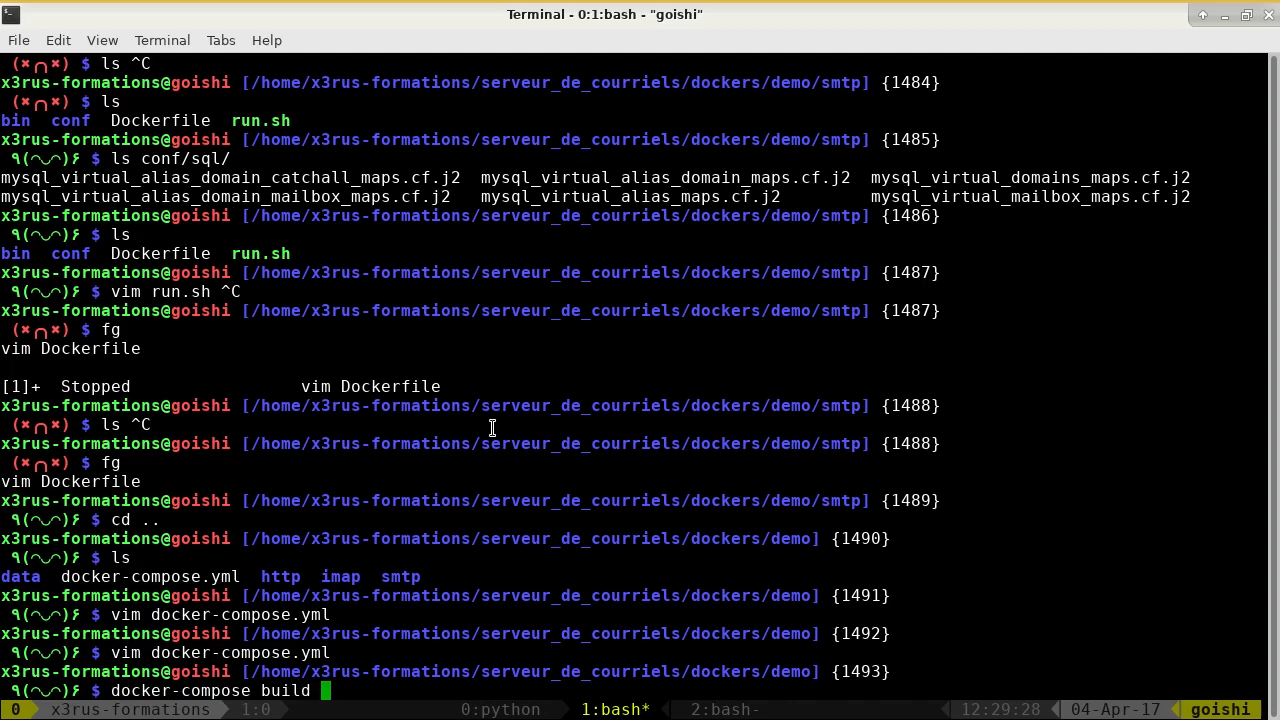 Terminal - 0:1:bash - "goishi"
File Edit View Terminal Tabs Help
(✖╭╮✖) $ ls ^C
x3rus-formations@goishi [/home/x3rus-formations/serveur_de_courriels/dockers/demo/smtp] {1484}
(✖╭╮✖) $ ls
bin conf Dockerfile run.sh
x3rus-formations@goishi [/home/x3rus-formations/serveur_de_courriels/dockers/demo/smtp] {1485}
٩(◠◡◠)۶ $ ls conf/sql/
mysql_virtual_alias_domain_catchall_maps.cf.j2 mysql_virtual_alias_domain_maps.cf.j2 mysql_virtual_domains_maps.cf.j2
mysql_virtual_alias_domain_mailbox_maps.cf.j2 mysql_virtual_alias_maps.cf.j2 mysql_virtual_mailbox_maps.cf.j2
x3rus-formations@goishi [/home/x3rus-formations/serveur_de_courriels/dockers/demo/smtp] {1486}
٩(◠◡◠)۶ $ ls
bin conf Dockerfile run.sh
x3rus-formations@goishi [/home/x3rus-formations/serveur_de_courriels/dockers/demo/smtp] {1487}
٩(◠◡◠)۶ $ vim run.sh ^C
x3rus-formations@goishi [/home/x3rus-formations/serveur_de_courriels/dockers/demo/smtp] {1487}
(✖╭╮✖) $ fg
vim Dockerfile
[1]+ Stopped vim Dockerfile
x3rus-formations@goishi [/home/x3rus-formations/serveur_de_courriels/dockers/demo/smtp] {1488}
(✖╭╮✖) $ ls ^C
x3rus-formations@goishi [/home/x3rus-formations/serveur_de_courriels/dockers/demo/smtp] {1488}
(✖╭╮✖) $ fg
vim Dockerfile
x3rus-formations@goishi [/home/x3rus-formations/serveur_de_courriels/dockers/demo/smtp] {1489}
٩(◠◡◠)۶ $ cd ..
x3rus-formations@goishi [/home/x3rus-formations/serveur_de_courriels/dockers/demo] {1490}
٩(◠◡◠)۶ $ ls
data docker-compose.yml http imap smtp
x3rus-formations@goishi [/home/x3rus-formations/serveur_de_courriels/dockers/demo] {1491}
٩(◠◡◠)۶ $ vim docker-compose.yml
x3rus-formations@goishi [/home/x3rus-formations/serveur_de_courriels/dockers/demo] {1492}
٩(◠◡◠)۶ $ vim docker-compose.yml
x3rus-formations@goishi [/home/x3rus-formations/serveur_de_courriels/dockers/demo] {1493}
٩(◠◡◠)۶ $ docker-compose build
0 x3rus-formations 1:0 0:python 1:bash* 2:bash- 12:29:28 04-Apr-17 goishi